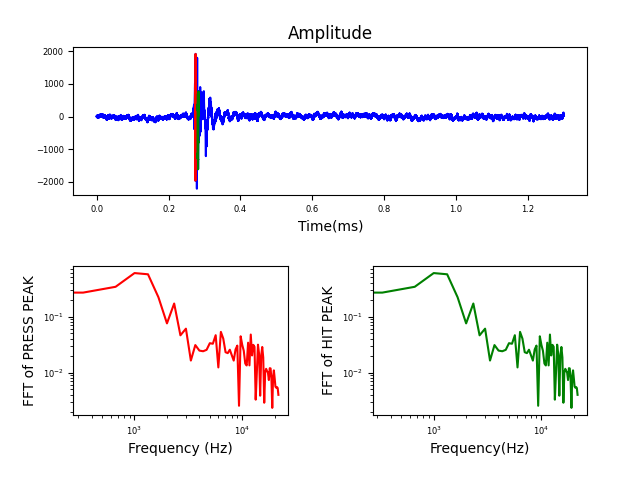 Amplitude
2000
1000
0
−1000
−2000
0.0 0.2 0.4 0.6 0.8 1.0 1.2
Time(ms)
FFT of PRESS PEAK
10⁻¹
10⁻²
10³ 10⁴
Frequency (Hz)
FFT of HIT PEAK
10⁻¹
10⁻²
10³ 10⁴
Frequency(Hz)